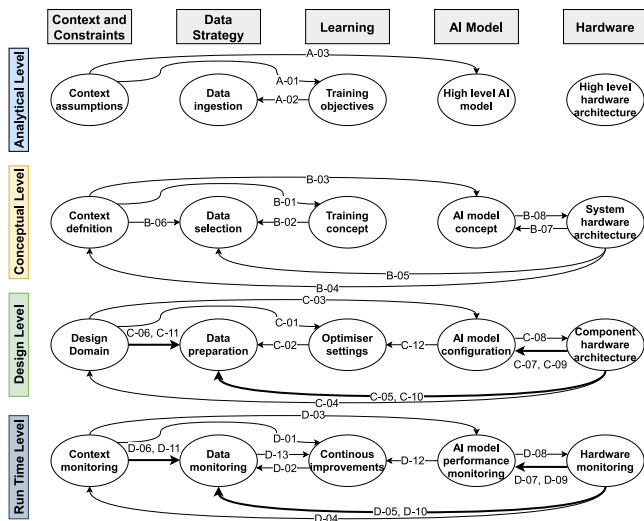 Context and
Constraints
Data
Strategy
Learning
AI Model
Hardware
Analytical Level
A-03
A-01
A-02
Context
assumptions
Data
ingestion
Training
objectives
High level AI
model
High level
hardware
architecture
Conceptual Level
B-03
B-01
B-02
B-06
B-08
B-07
Context
defnition
Data
selection
Training
concept
AI model
concept
System
hardware
architecture
B-05
B-04
Design Level
C-03
C-01
C-06, C-11
C-02
C-12
C-08
C-07, C-09
Design
Domain
Data
preparation
Optimiser
settings
AI model
configuration
Component
hardware
architecture
C-05, C-10
C-04
Run Time Level
D-03
D-01
D-06, D-11
D-13
D-02
D-12
D-08
D-07, D-09
Context
monitoring
Data
monitoring
Continous
improvements
AI model
performance
monitoring
Hardware
monitoring
D-05, D-10
D-04